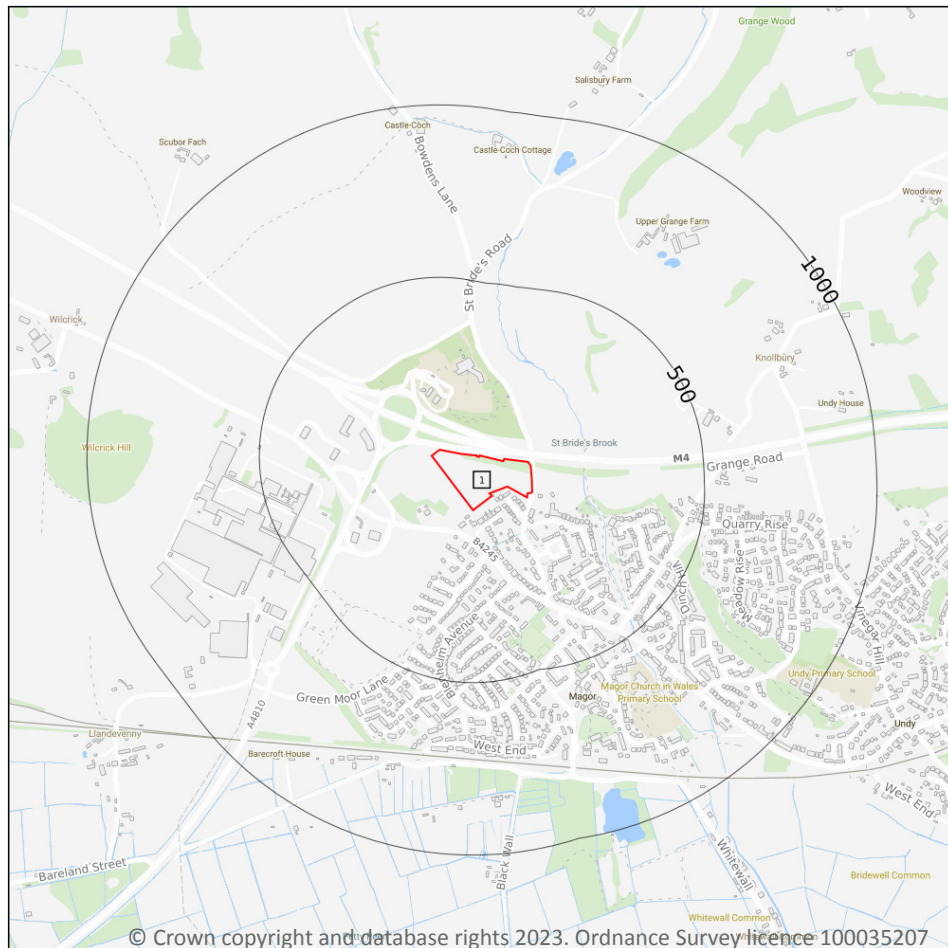 Grange Wood
Salisbury Farm
Castle-Coch
Castle-Coch Cottage
Scubor Fach
Bowdens Lane
Woodview
Upper Grange Farm
St Bride's Road
1000
Wilcrick
Knollbury
500
Undy House
Wilcrick Hill
St Bride's Brook
M4
Grange Road
1
Quarry Rise
B4245
Meadow Rise
Dincil Hill
Vinegar Hill
Blenheim Avenue
Undy Primary School
Magor Church in Wales
Primary School
Green Moor Lane
Magor
A4810
Undy
Llandevenny
Barecroft House
West End
West End
Bareland Street
Black Wall
Whitewall
Bridewell Common
Whitewall Common
© Crown copyright and database rights 2023. Ordnance Survey licence 100035207